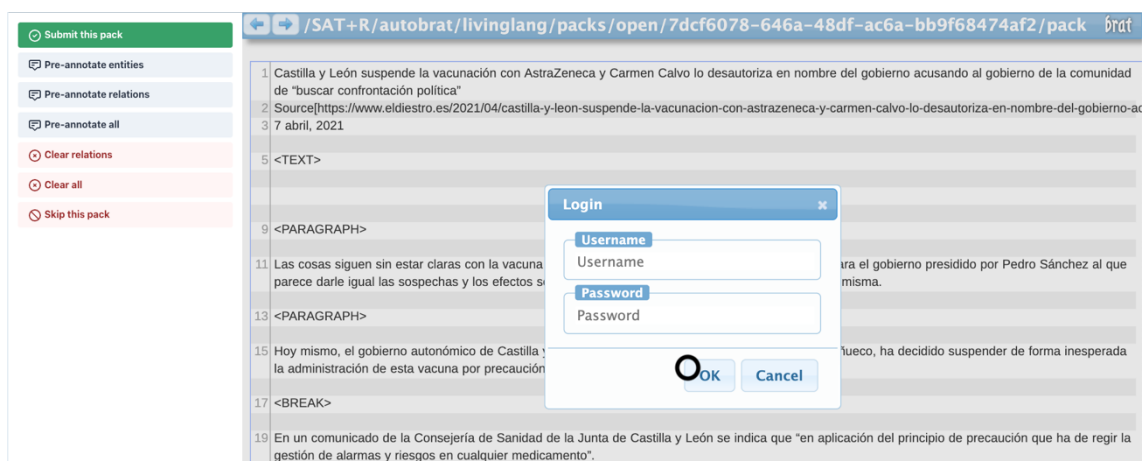 Submit this pack
Pre-annotate entities
Pre-annotate relations
Pre-annotate all
Clear relations
Clear all
Skip this pack
/SAT+R/autobrat/livinglang/packs/open/7dcf6078-646a-48df-ac6a-bb9f68474af2/pack
brat
1 Castilla y León suspende la vacunación con AstraZeneca y Carmen Calvo lo desautoriza en nombre del gobierno acusando al gobierno de la comunidad
de “buscar confrontación política”
2 Source[https://www.eldiestro.es/2021/04/castilla-y-leon-suspende-la-vacunacion-con-astrazeneca-y-carmen-calvo-lo-desautoriza-en-nombre-del-gobierno-ac
3 7 abril, 2021
5 <TEXT>
9 <PARAGRAPH>
11 Las cosas siguen sin estar claras con la vacuna ara el gobierno presidido por Pedro Sánchez al que
parece darle igual las sospechas y los efectos s misma.
13 <PARAGRAPH>
15 Hoy mismo, el gobierno autonómico de Castilla y ñueco, ha decidido suspender de forma inesperada
la administración de esta vacuna por precaución
17 <BREAK>
19 En un comunicado de la Consejería de Sanidad de la Junta de Castilla y León se indica que “en aplicación del principio de precaución que ha de regir la
gestión de alarmas y riesgos en cualquier medicamento”.
Login
Username
Username
Password
Password
OK
Cancel